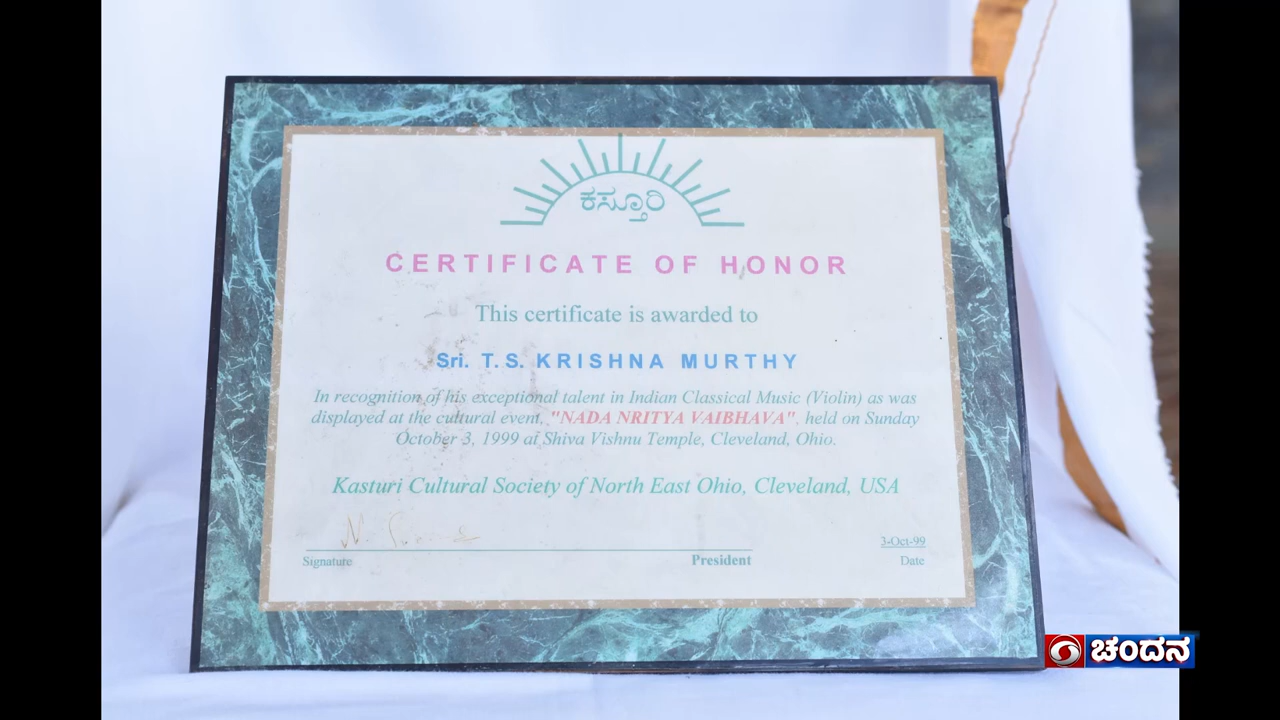 ಕಸ್ತೂರಿ
CERTIFICATE OF HONOR
This certificate is awarded to
Sri. T.S. KRISHNA MURTHY
In recognition of his exceptional talent in Indian Classical Music (Violin) as was
displayed at the cultural event, "NADA NRITYA VAIBHAVA", held on Sunday
October 3, 1999 at Shiva Vishnu Temple, Cleveland, Ohio.
Kasturi Cultural Society of North East Ohio, Cleveland, USA
3-Oct-99
Signature President Date
ಚಂದನ